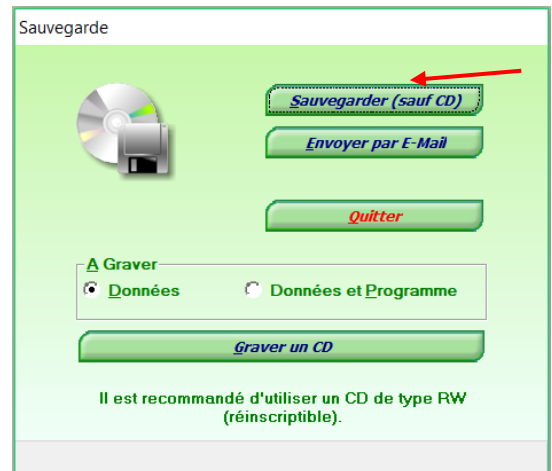 Sauvegarde
Sauvegarder (sauf CD)
Envoyer par E-Mail
Quitter
A Graver
Données
Données et Programme
Graver un CD
Il est recommandé d'utiliser un CD de type RW
(réinscriptible).